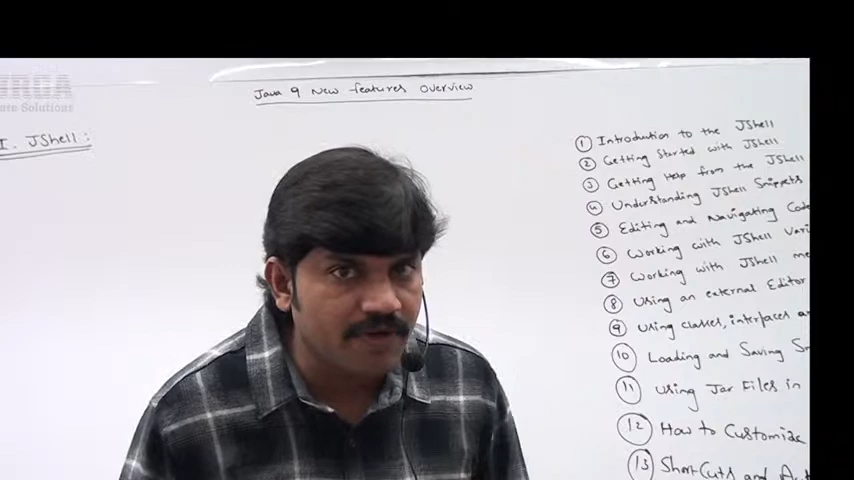 Java 9 New features Overview
ate Solutions
I. JShell :
① Introduction to the JShell
② Getting Started with JShell
③ Getting Help from the JShell
④ Understanding JShell Snippets
⑤ Editing and Navigating
⑥ Working with JShell
⑦ Working with JShell
⑧ Using an external Editor
⑨ Using classes, interfaces
⑩ Loading and Saving
⑪ Using Jar Files in
⑫ How to Customize
⑬ Short-Cuts and